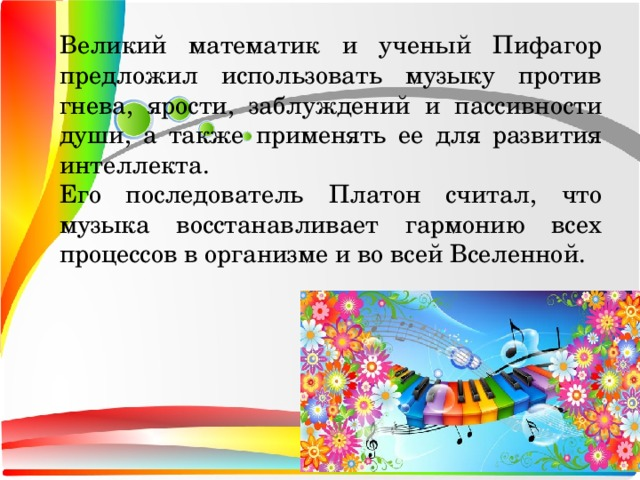 Великий математик и ученый Пифагор
предложил использовать музыку против
гнева, ярости, заблуждений и пассивности
души, а также применять ее для развития
интеллекта.
Его последователь Платон считал, что
музыка восстанавливает гармонию всех
процессов в организме и во всей Вселенной.